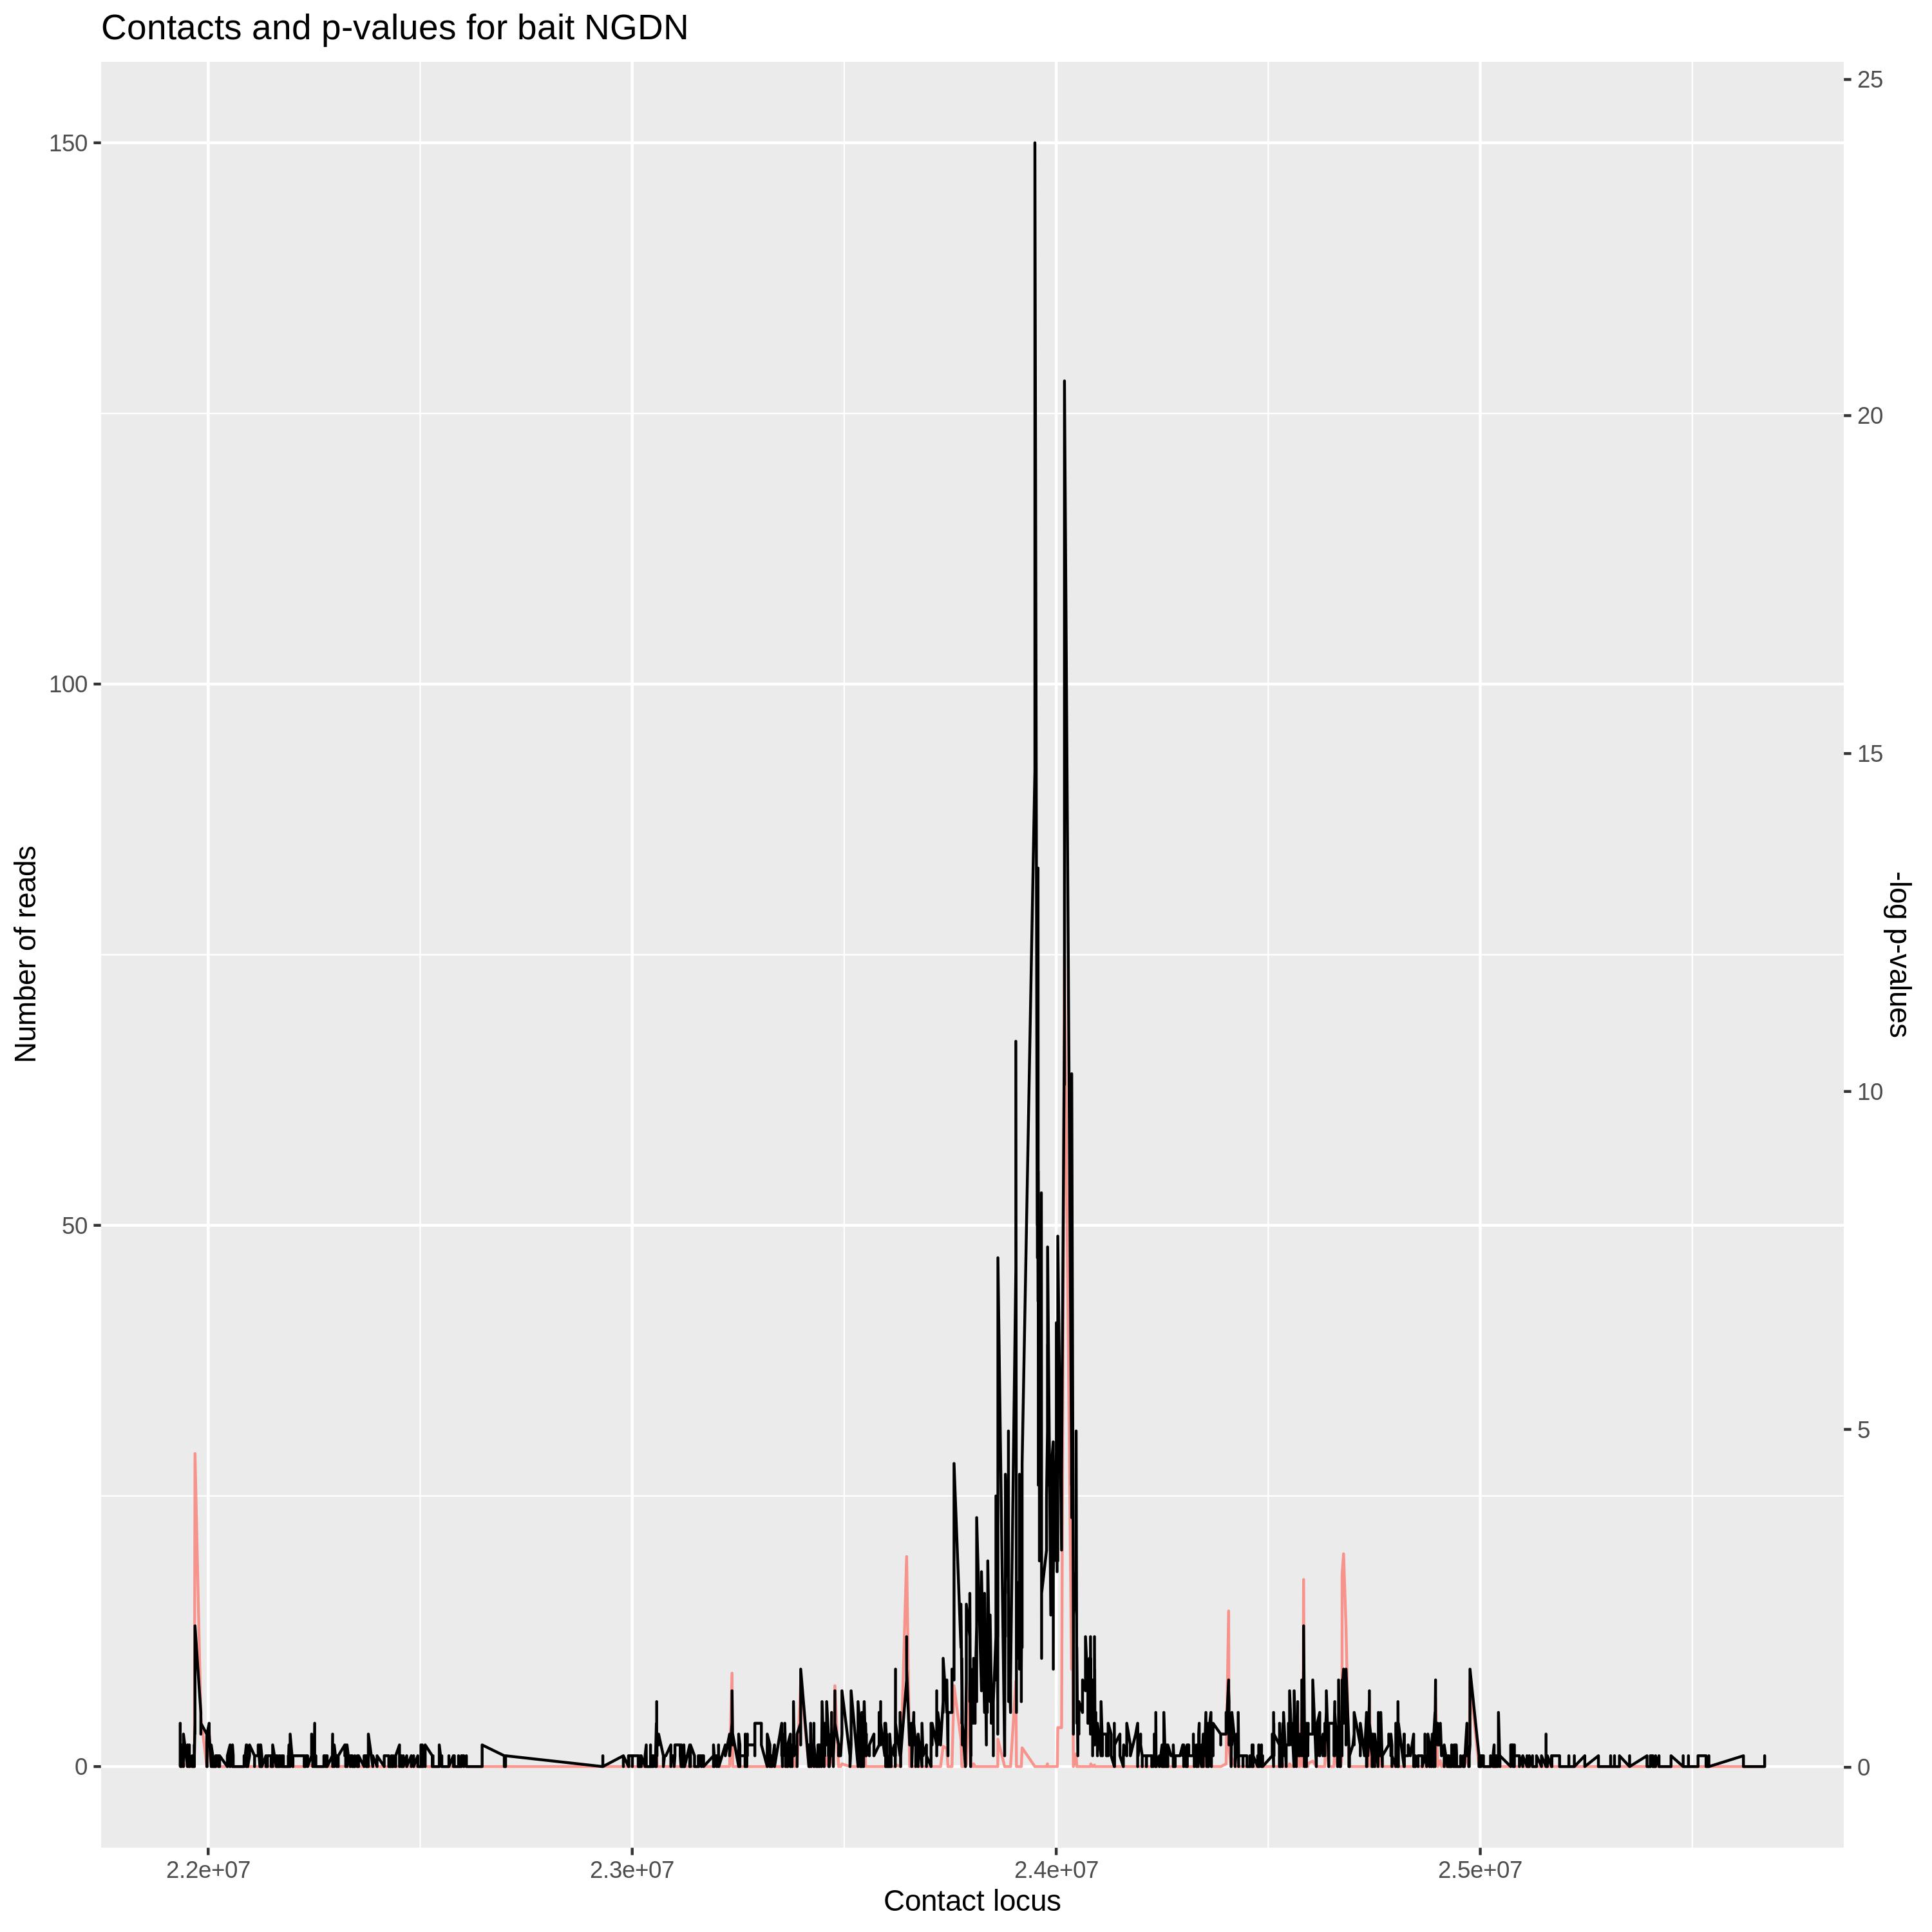 Contacts and p-values for bait NGDN
150
100
50
0
Number of reads
25
20
15
10
5
0
-log p-values
2.2e+07
2.3e+07
2.4e+07
2.5e+07
Contact locus